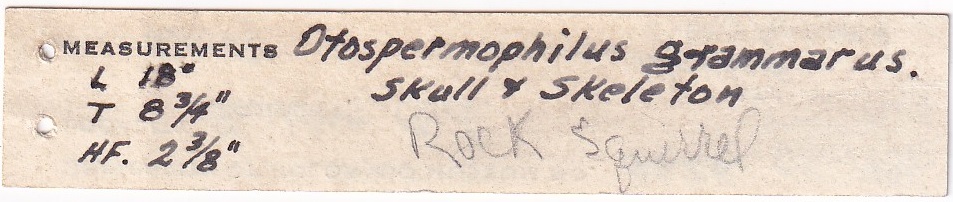 MEASUREMENTS Otospermophilus grammarus.
L 18"
Skull & Skeleton
T 8 3/4"
Rock Squirrel
HF. 2 3/8"